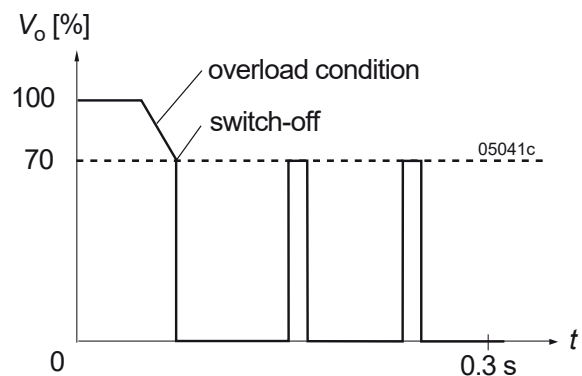 Vo [%]
overload condition
100
switch-off
70
05041c
0
0.3 s
t